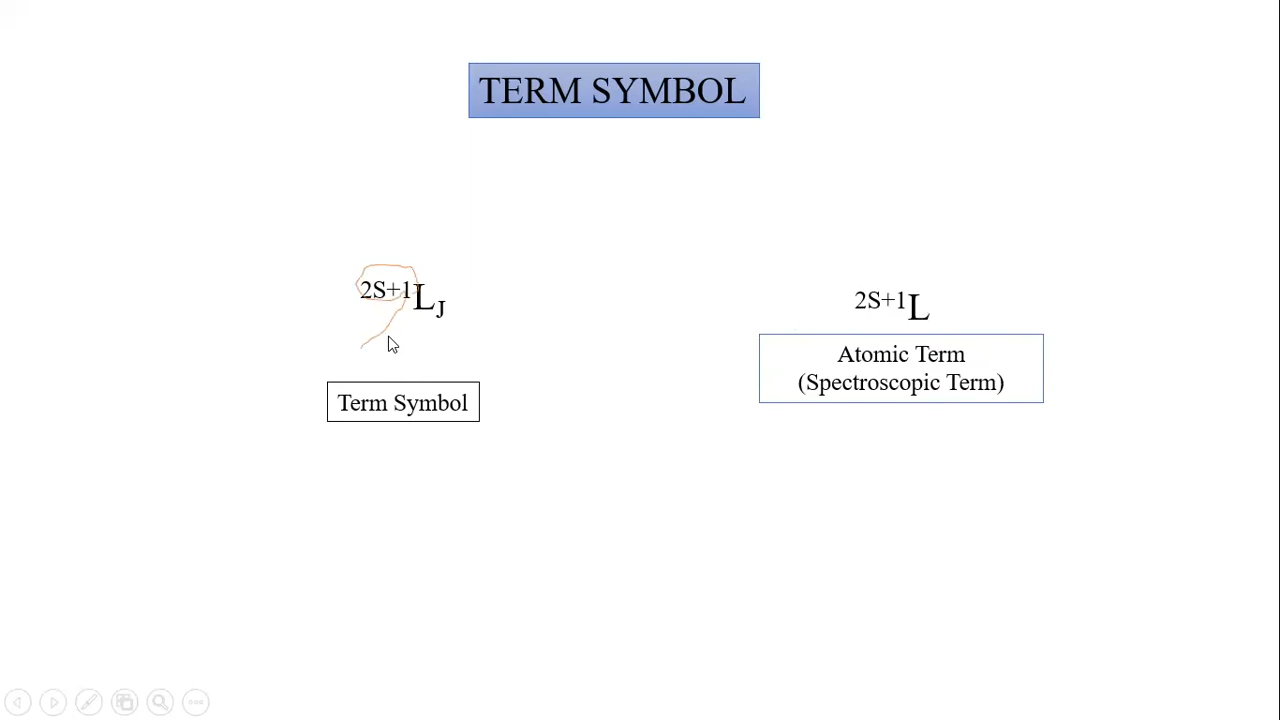 TERM SYMBOL
2S+1LJ
2S+1L
Term Symbol
Atomic Term
(Spectroscopic Term)